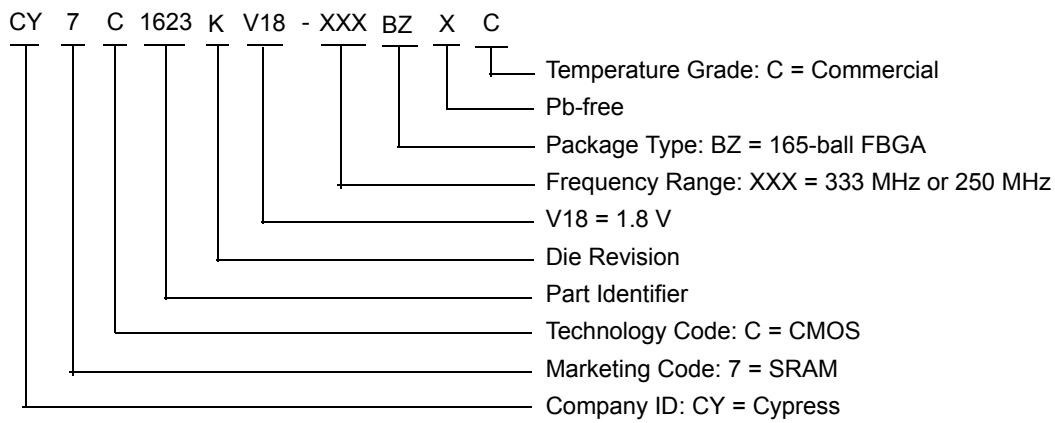 CY 7 C 1623 K V18 - XXX BZ X C
Temperature Grade: C = Commercial
Pb-free
Package Type: BZ = 165-ball FBGA
Frequency Range: XXX = 333 MHz or 250 MHz
V18 = 1.8 V
Die Revision
Part Identifier
Technology Code: C = CMOS
Marketing Code: 7 = SRAM
Company ID: CY = Cypress